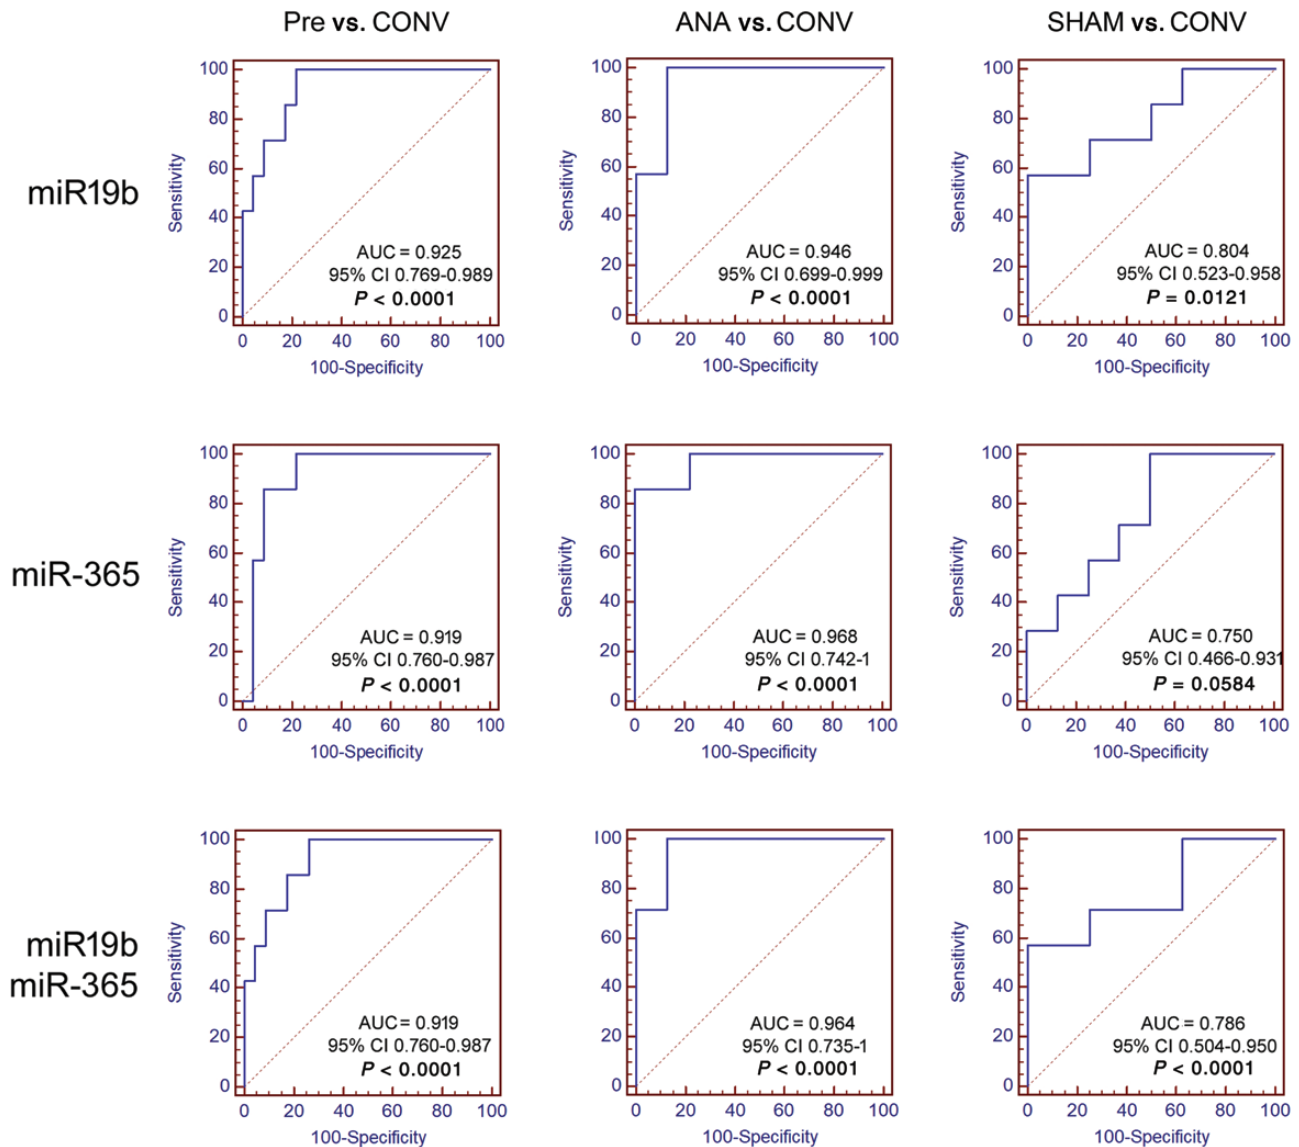 Pre vs. CONV
ANA vs. CONV
SHAM vs. CONV
miR19b
100
80
60
40
20
0
Sensitivity
AUC = 0.925
95% CI 0.769-0.989
P < 0.0001
0 20 40 60 80 100
100-Specificity
100
80
60
40
20
0
Sensitivity
AUC = 0.946
95% CI 0.699-0.999
P < 0.0001
0 20 40 60 80 100
100-Specificity
100
80
60
40
20
0
Sensitivity
AUC = 0.804
95% CI 0.523-0.958
P = 0.0121
0 20 40 60 80 100
100-Specificity
miR-365
100
80
60
40
20
0
Sensitivity
AUC = 0.919
95% CI 0.760-0.987
P < 0.0001
0 20 40 60 80 100
100-Specificity
100
80
60
40
20
0
Sensitivity
AUC = 0.968
95% CI 0.742-1
P < 0.0001
0 20 40 60 80 100
100-Specificity
100
80
60
40
20
0
Sensitivity
AUC = 0.750
95% CI 0.466-0.931
P = 0.0584
0 20 40 60 80 100
100-Specificity
miR19b
miR-365
100
80
60
40
20
0
Sensitivity
AUC = 0.919
95% CI 0.760-0.987
P < 0.0001
0 20 40 60 80 100
100-Specificity
100
80
60
40
20
0
Sensitivity
AUC = 0.964
95% CI 0.735-1
P < 0.0001
0 20 40 60 80 100
100-Specificity
100
80
60
40
20
0
Sensitivity
AUC = 0.786
95% CI 0.504-0.950
P < 0.0001
0 20 40 60 80 100
100-Specificity